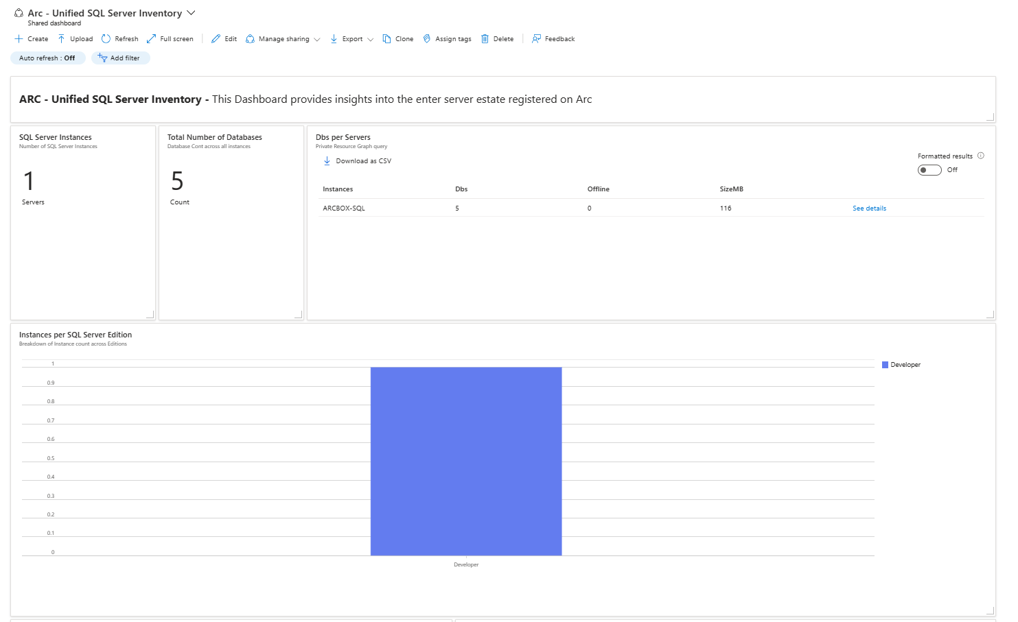 Arc - Unified SQL Server Inventory
Shared dashboard
Create Upload Refresh Full screen Edit Manage sharing Export Clone Assign tags Delete Feedback
Auto refresh : Off Add filter
ARC - Unified SQL Server Inventory - This Dashboard provides insights into the enter server estate registered on Arc
SQL Server Instances
Number of SQL Server Instances
1
Servers
Total Number of Databases
Database Cont across all instances
5
Count
Dbs per Servers
Private Resource Graph query
Download as CSV
Formatted results
Off
Instances Dbs Offline SizeMB
ARCBOX-SQL 5 0 116 See details
Instances per SQL Server Edition
Breakdown of Instance count across Editions
1
0.9
0.8
0.7
0.6
0.5
0.4
0.3
0.2
0.1
0
Developer
Developer